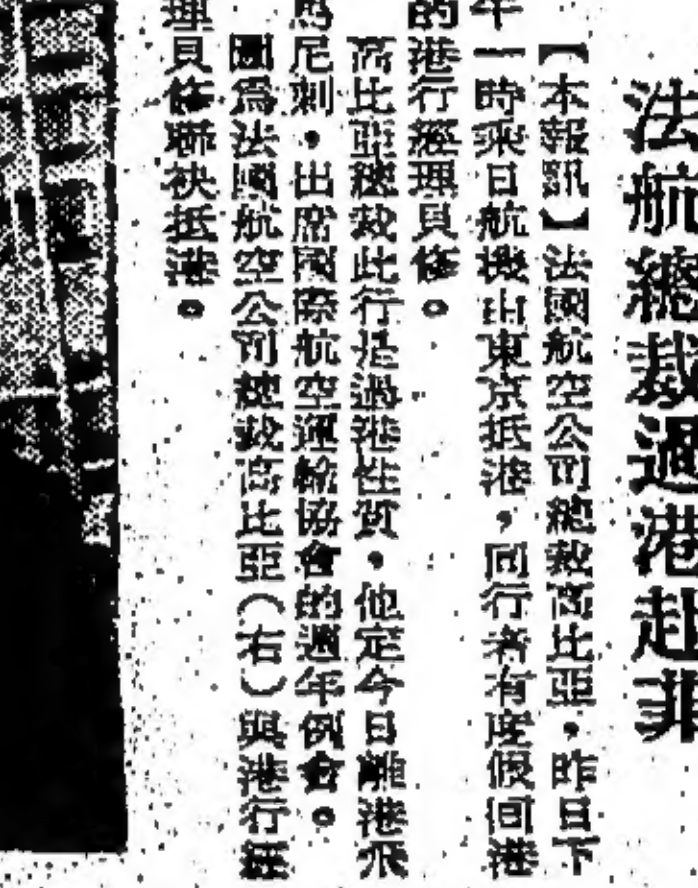 法航總裁過港赴菲
【本報訊】法國航空公司總裁高比亞,昨日下
午一時乘日航機由東京抵港,同行者有度假回港
的港行經理貝修。
高比亞總裁此行是過港性質,他定今日離港飛
馬尼剌,出席國際航空運輸協會的週年例會。
圖爲法國航空公司總裁高比亞(右)與港行經
理貝修聯袂抵港。